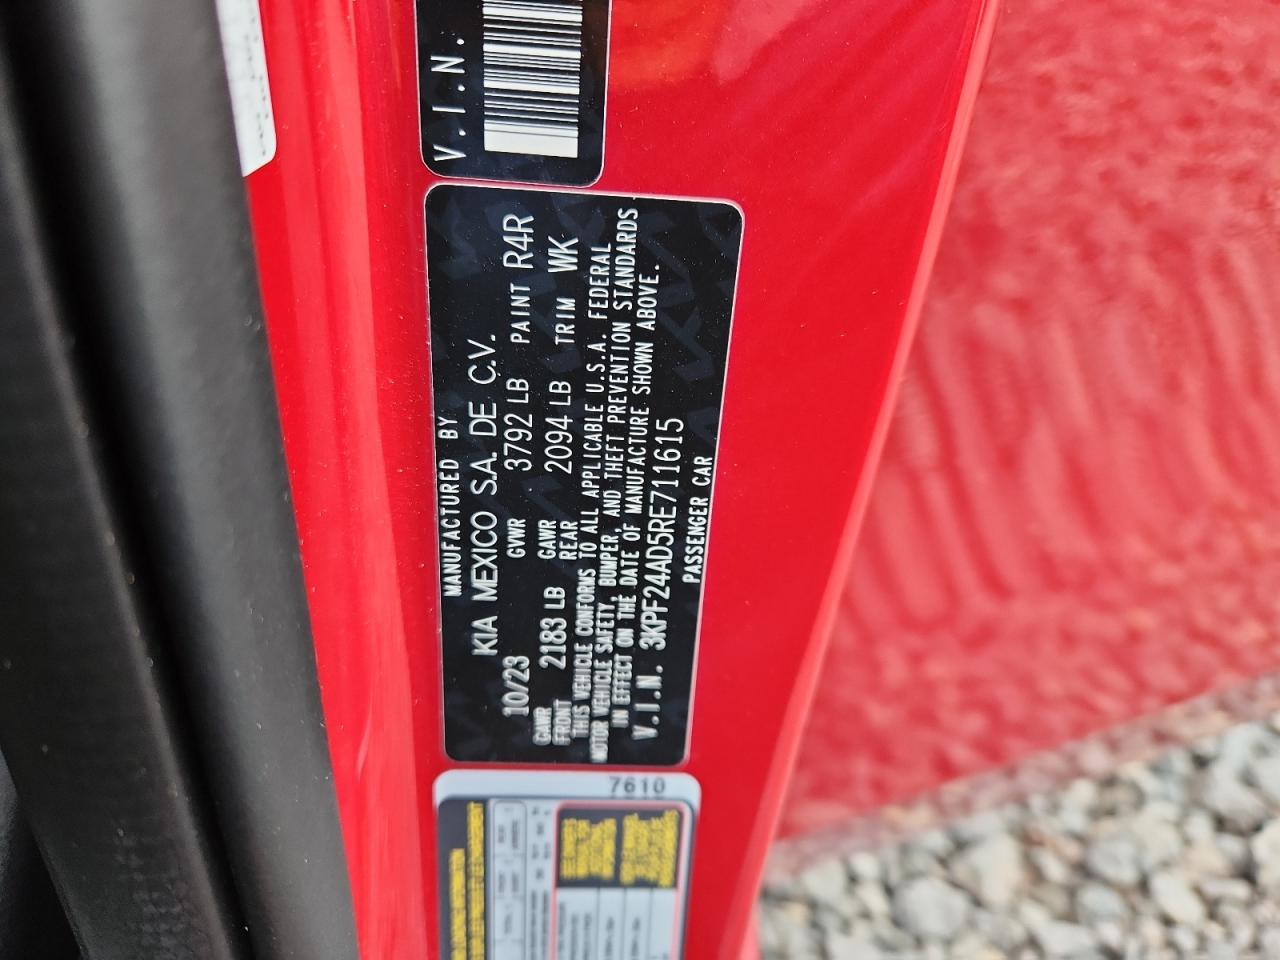 V.I.N.
MANUFACTURED BY
KIA MEXICO S.A. DE C.V.
10/23 GVWR 3792 LB PAINT R4R
GAWR FRONT 2183 LB GAWR REAR 2094 LB TRIM WK
THIS VEHICLE CONFORMS TO ALL APPLICABLE U.S.A. FEDERAL
MOTOR VEHICLE SAFETY, BUMPER, AND THEFT PREVENTION STANDARDS
IN EFFECT ON THE DATE OF MANUFACTURE SHOWN ABOVE.
V.I.N. 3KPF24AD5RE711615
PASSENGER CAR
7610